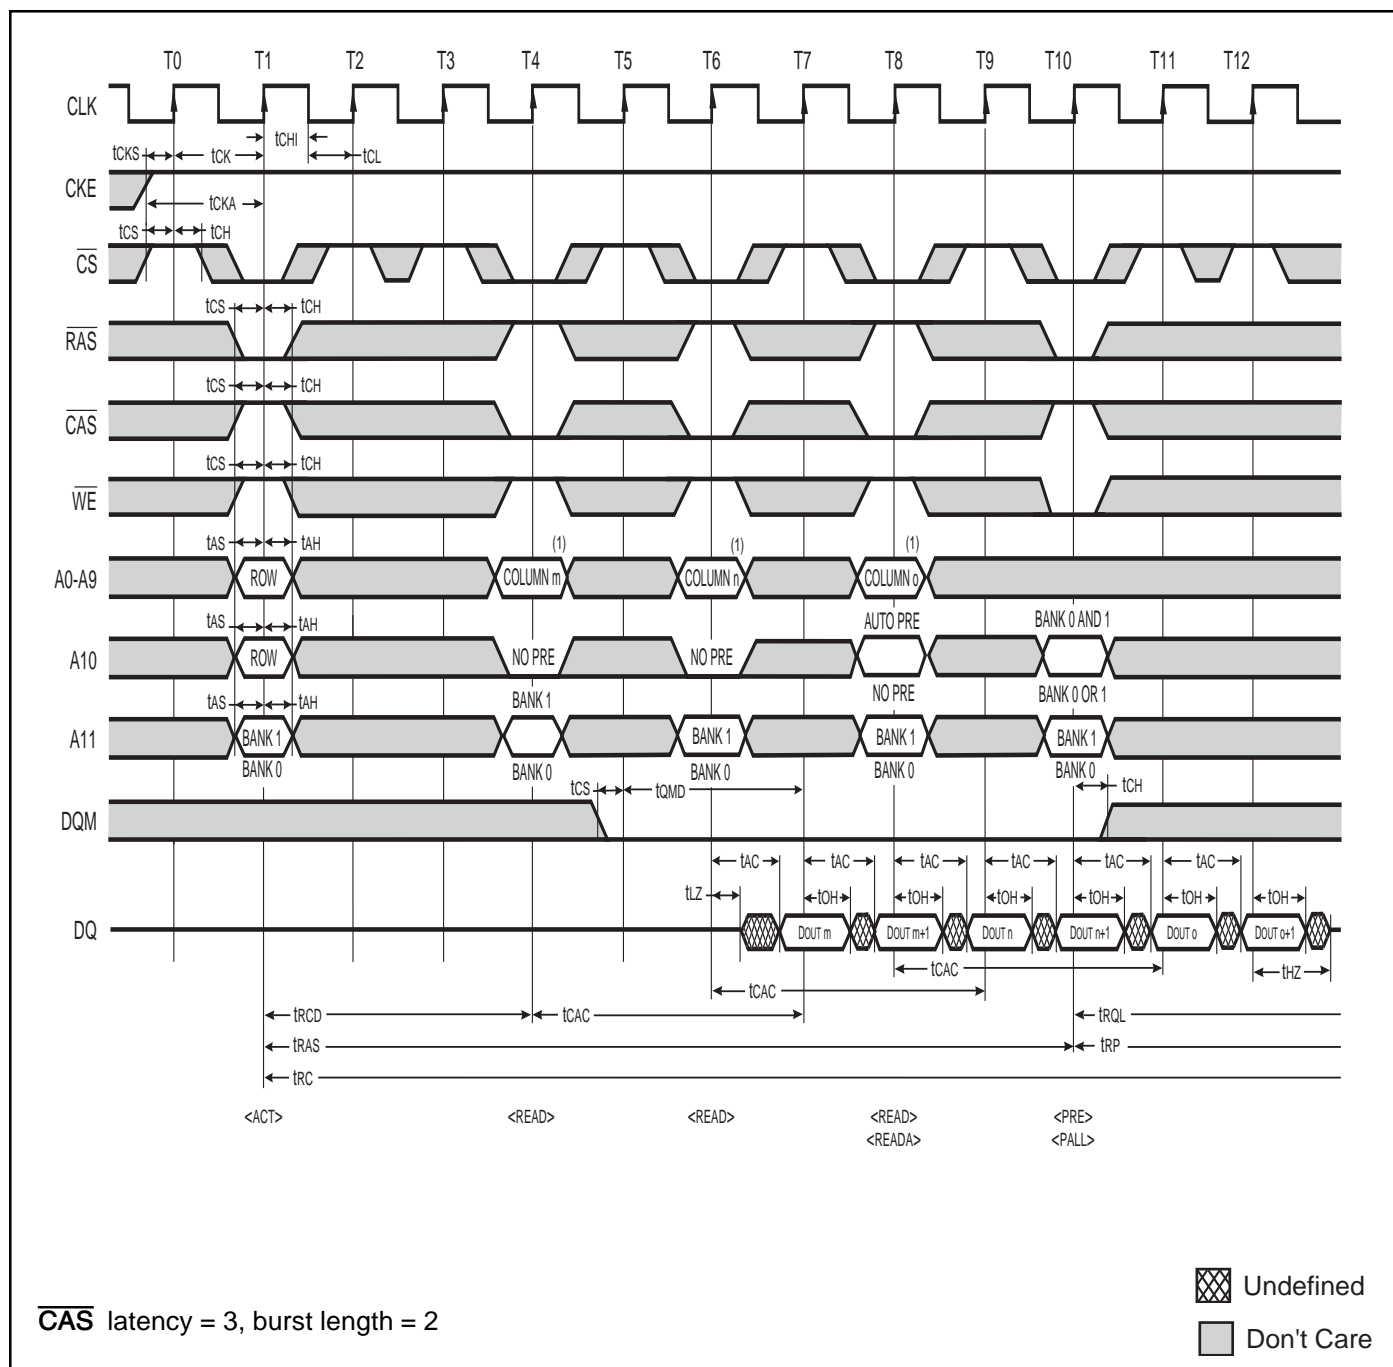 T0 T1 T2 T3 T4 T5 T6 T7 T8 T9 T10 T11 T12
CLK
tCHI
tCKS tCK tCL
CKE
tCKA
tCS tCH
CS
tCS tCH
RAS
tCS tCH
CAS
tCS tCH
WE
tAS tAH (1) (1) (1)
A0-A9 ROW COLUMN m COLUMN n COLUMN o
tAS tAH AUTO PRE BANK 0 AND 1
A10 ROW NO PRE NO PRE
tAS tAH BANK 1 NO PRE BANK 0 OR 1
A11 BANK 1 BANK 1 BANK 1 BANK 1
BANK 0 BANK 0 BANK 0 BANK 0 BANK 0
tCS tQMD tCH
DQM
tAC tAC tAC tAC tAC tAC
tLZ tOH tOH tOH tOH tOH tOH
DQ DOUT m DOUT m+1 DOUT n DOUT n+1 DOUT o DOUT o+1
tCAC tHZ
tCAC
tRCD tCAC tRQL
tRAS tRP
tRC
<ACT> <READ> <READ> <READ> <PRE>
<READA> <PALL>
Undefined
CAS latency = 3, burst length = 2
Don't Care